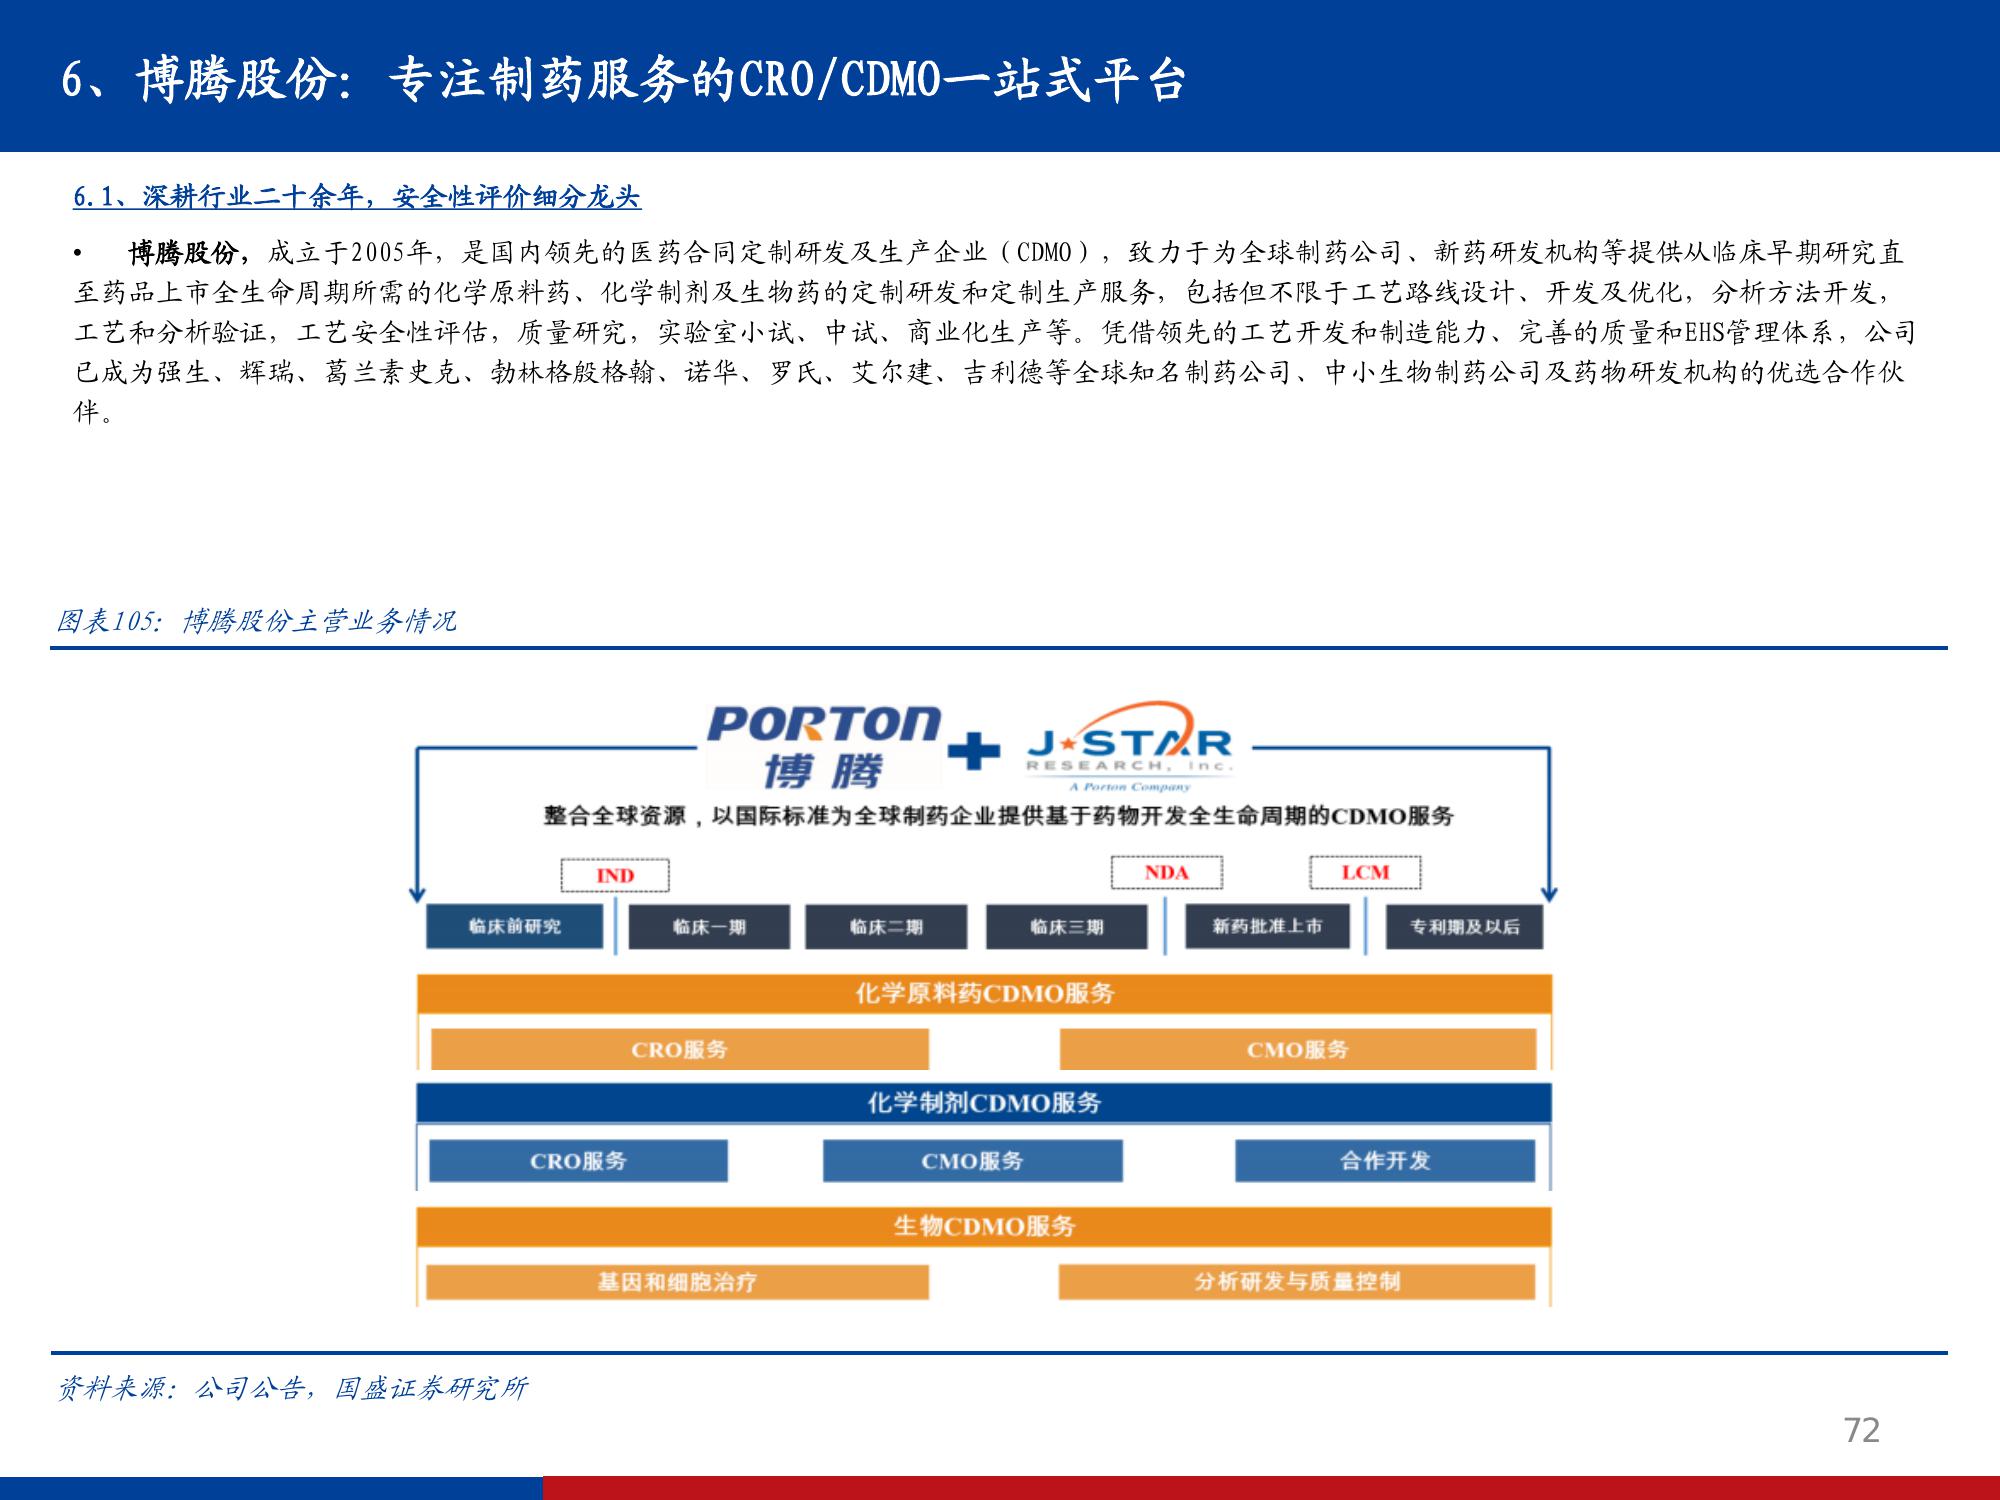 6、博腾股份：专注制药服务的CRO/CDMO一站式平台
6.1、深耕行业二十余年，安全性评价细分龙头
• 博腾股份，成立于2005年，是国内领先的医药合同定制研发及生产企业（CDMO），致力于为全球制药公司、新药研发机构等提供从临床早期研究直
至药品上市全生命周期所需的化学原料药、化学制剂及生物药的定制研发和定制生产服务，包括但不限于工艺路线设计、开发及优化，分析方法开发，
工艺和分析验证，工艺安全性评估，质量研究，实验室小试、中试、商业化生产等。凭借领先的工艺开发和制造能力、完善的质量和EHS管理体系，公司
已成为强生、辉瑞、葛兰素史克、勃林格殷格翰、诺华、罗氏、艾尔建、吉利德等全球知名制药公司、中小生物制药公司及药物研发机构的优选合作伙
伴。
图表105：博腾股份主营业务情况
PORTON
博腾
J★STAR
RESEARCH, Inc.
A Porton Company
整合全球资源，以国际标准为全球制药企业提供基于药物开发全生命周期的CDMO服务
IND NDA LCM
临床前研究 临床一期 临床二期 临床三期 新药批准上市 专利期及以后
化学原料药CDMO服务
CRO服务 CMO服务
化学制剂CDMO服务
CRO服务 CMO服务 合作开发
生物CDMO服务
基因和细胞治疗 分析研发与质量控制
资料来源：公司公告，国盛证券研究所
72